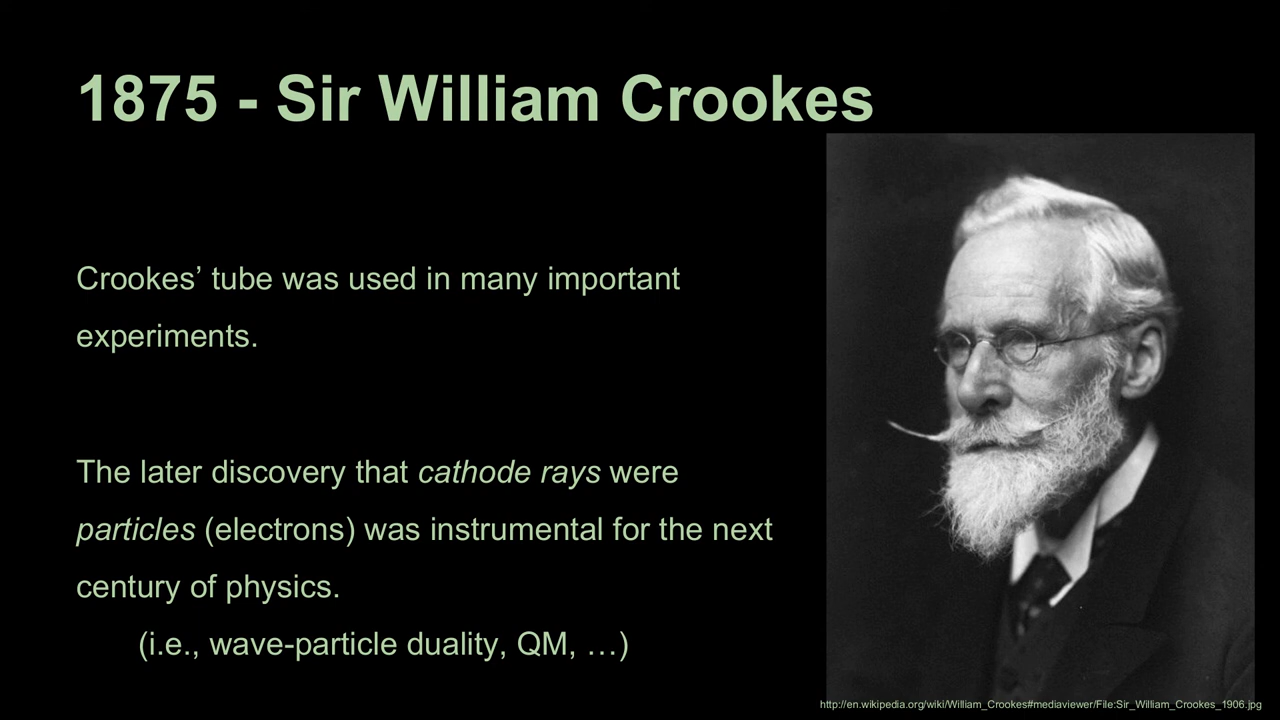 1875 - Sir William Crookes
Crookes’ tube was used in many important
experiments.
The later discovery that cathode rays were
particles (electrons) was instrumental for the next
century of physics.
(i.e., wave-particle duality, QM, …)
http://en.wikipedia.org/wiki/William_Crookes#mediaviewer/File:Sir_William_Crookes_1906.jpg